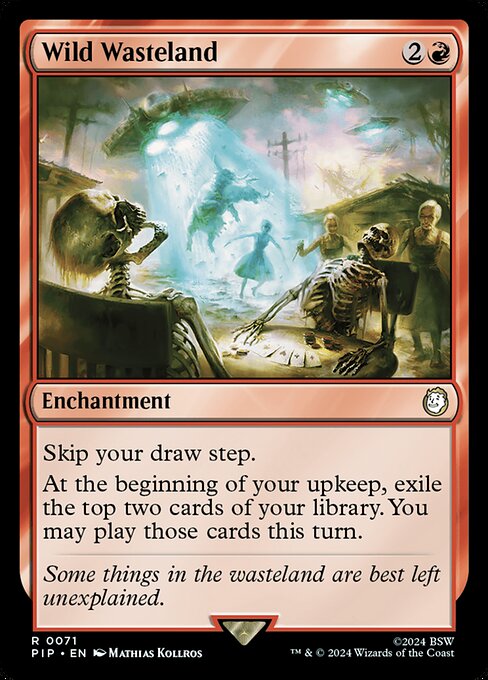 Wild Wasteland 2
Enchantment
Skip your draw step.
At the beginning of your upkeep, exile
the top two cards of your library. You
may play those cards this turn.
Some things in the wasteland are best left
unexplained.
R 0071 ©2024 BSW
PIP • EN Mathias Kollros ™ & © 2024 Wizards of the Coast